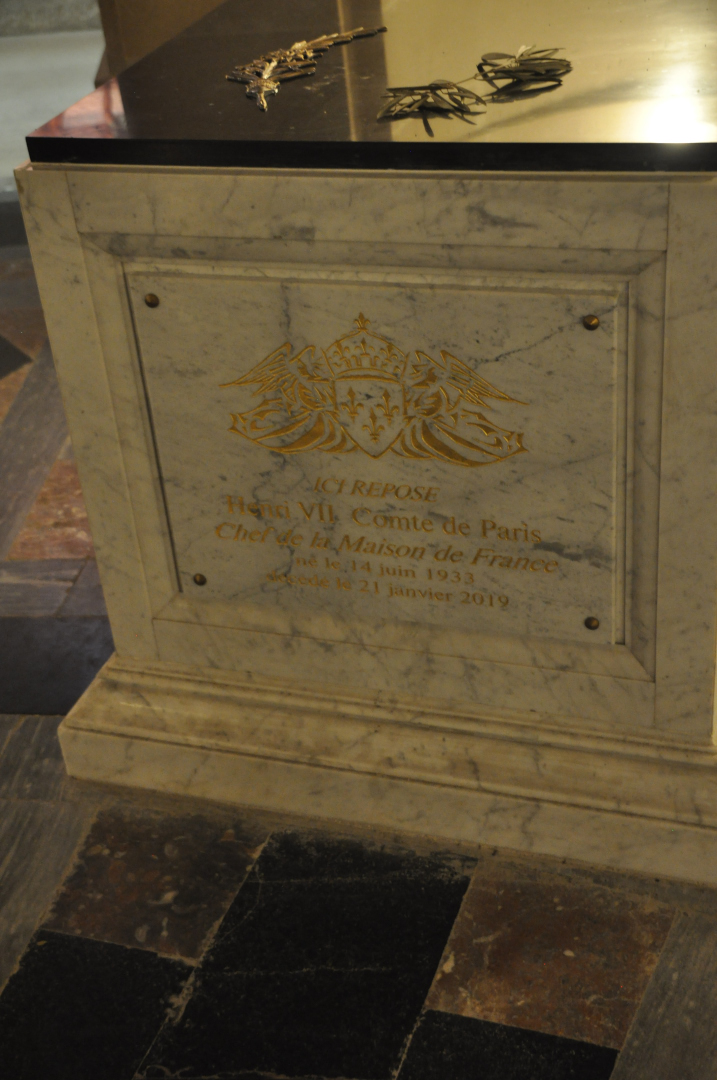 ICI REPOSE
Henri VII Comte de Paris
Chef de la Maison de France
né le 14 juin 1933
décédé le 21 janvier 2019